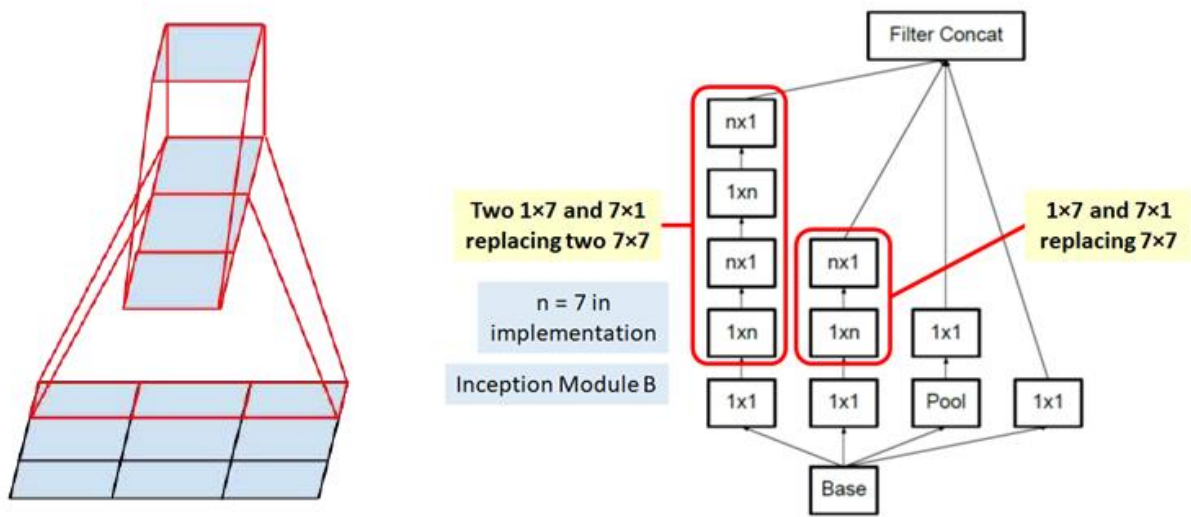 Filter Concat
nx1
1xn
Two 1×7 and 7×1
replacing two 7×7
1×7 and 7×1
replacing 7×7
nx1
nx1
n = 7 in
implementation
1xn
1xn
1x1
Inception Module B
1x1
1x1
Pool
1x1
Base